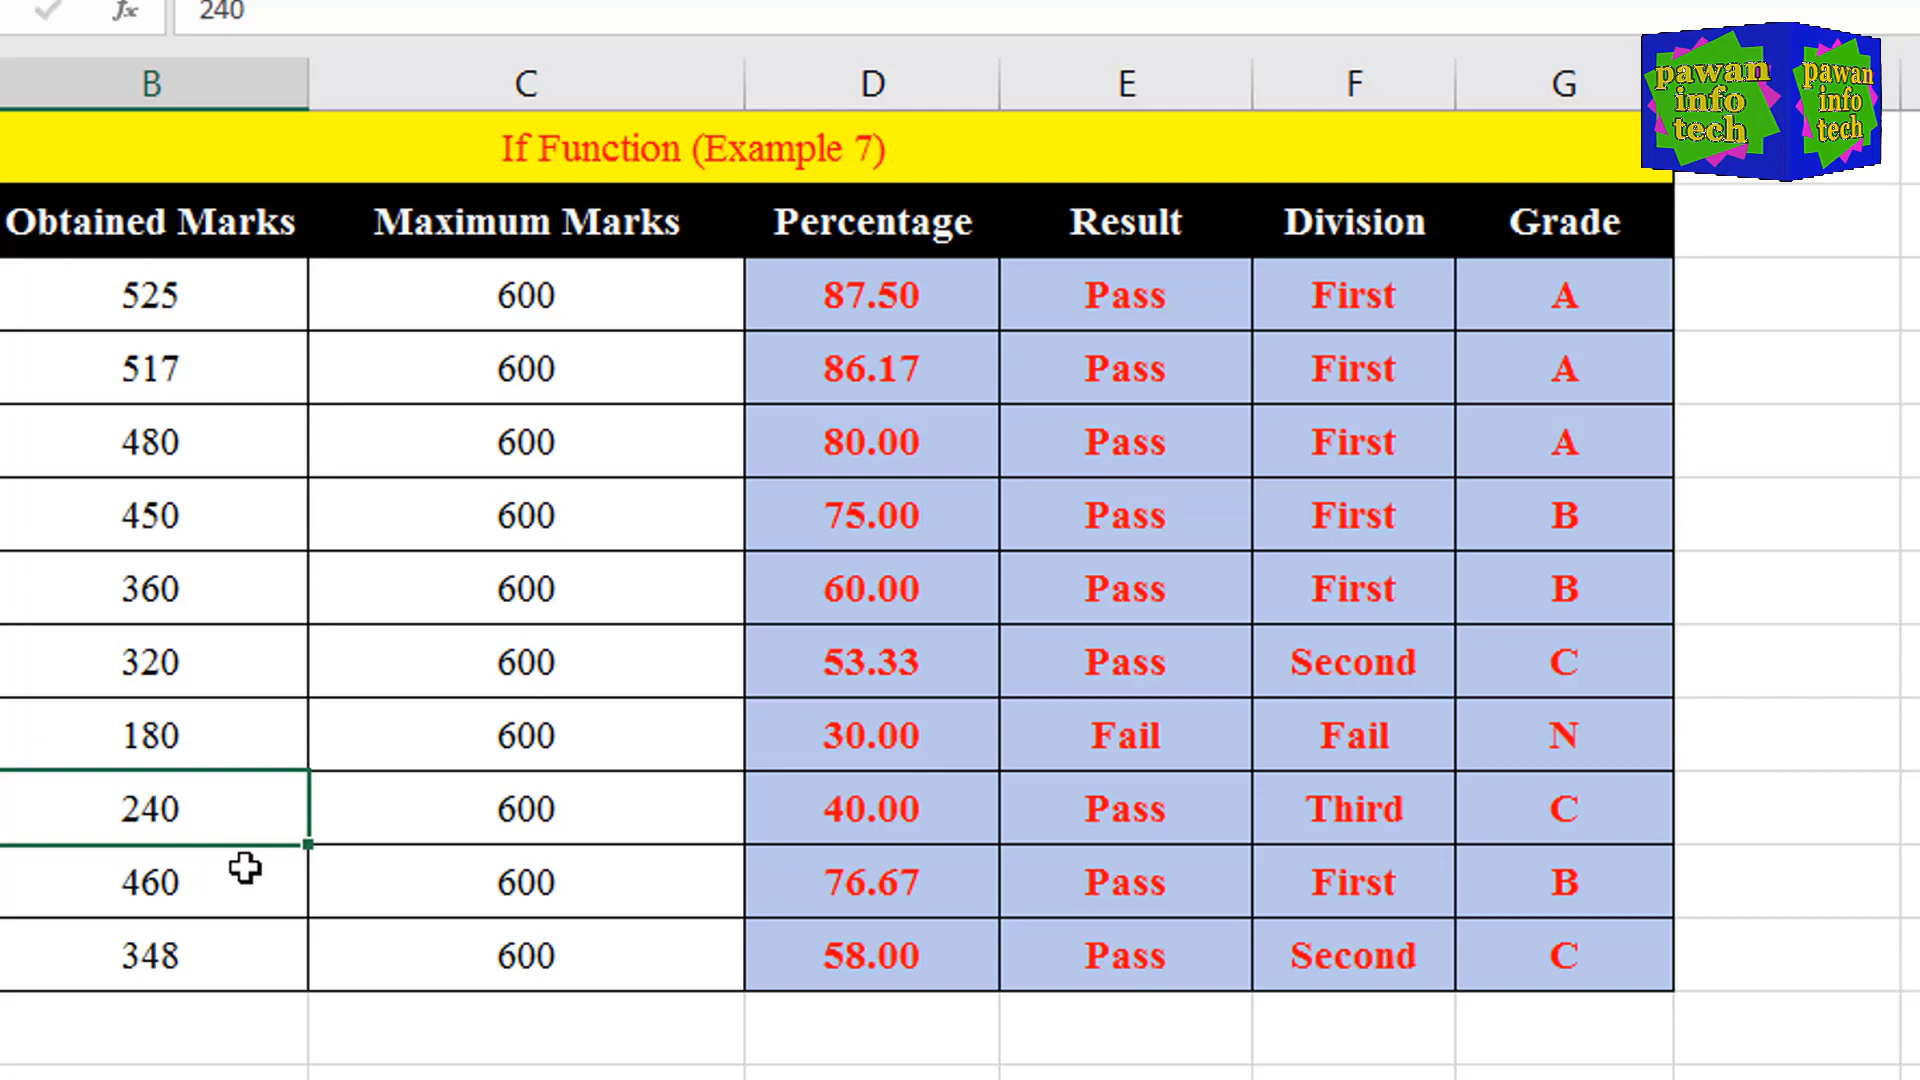 fx 240
B C D E F G
If Function (Example 7)
Obtained Marks Maximum Marks Percentage Result Division Grade
525 600 87.50 Pass First A
517 600 86.17 Pass First A
480 600 80.00 Pass First A
450 600 75.00 Pass First B
360 600 60.00 Pass First B
320 600 53.33 Pass Second C
180 600 30.00 Fail Fail N
240 600 40.00 Pass Third C
460 600 76.67 Pass First B
348 600 58.00 Pass Second C
pawan
info
tech
pawan
info
tech